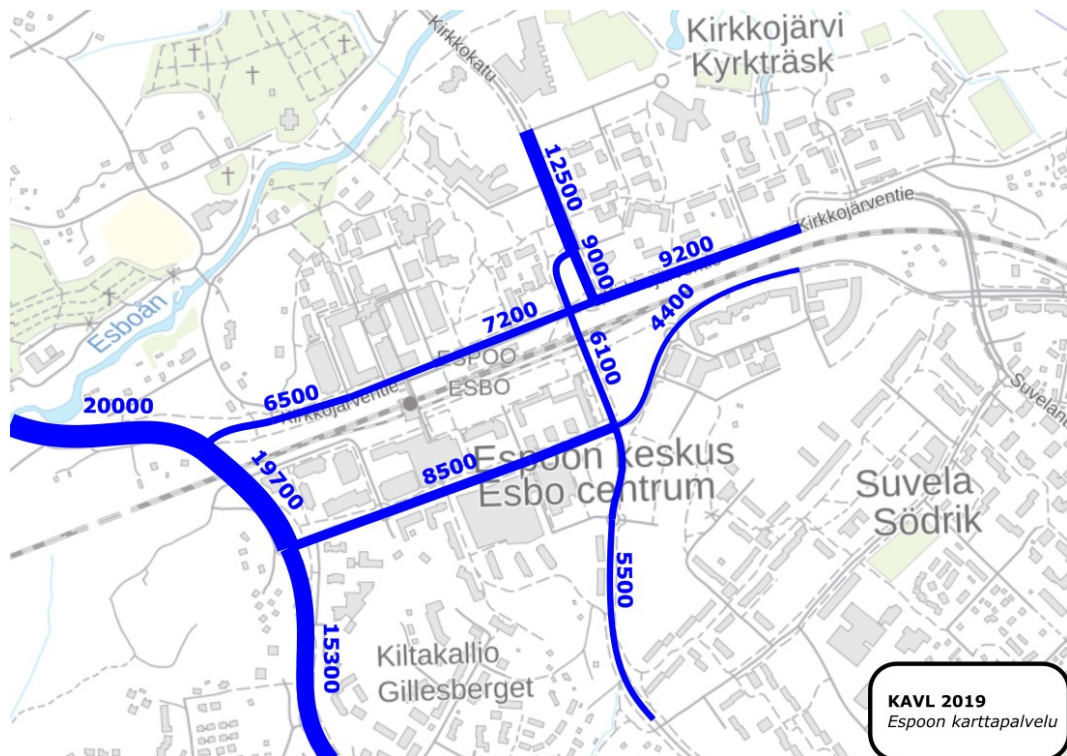 Kirkkokatu
Kirkkojärvi
Kyrkträsk
12500
Kirkkojärventie
9000
9200
Esboån
7200
4400
ESPOO
ESBO
6100
6500
Kirkkojärventie
20000
19700
8500
Espoon keskus
Esbo centrum
Suvela
Södrik
5500
15300
Kiltakallio
Gillesberget
KAVL 2019
Espoon karttapalvelu